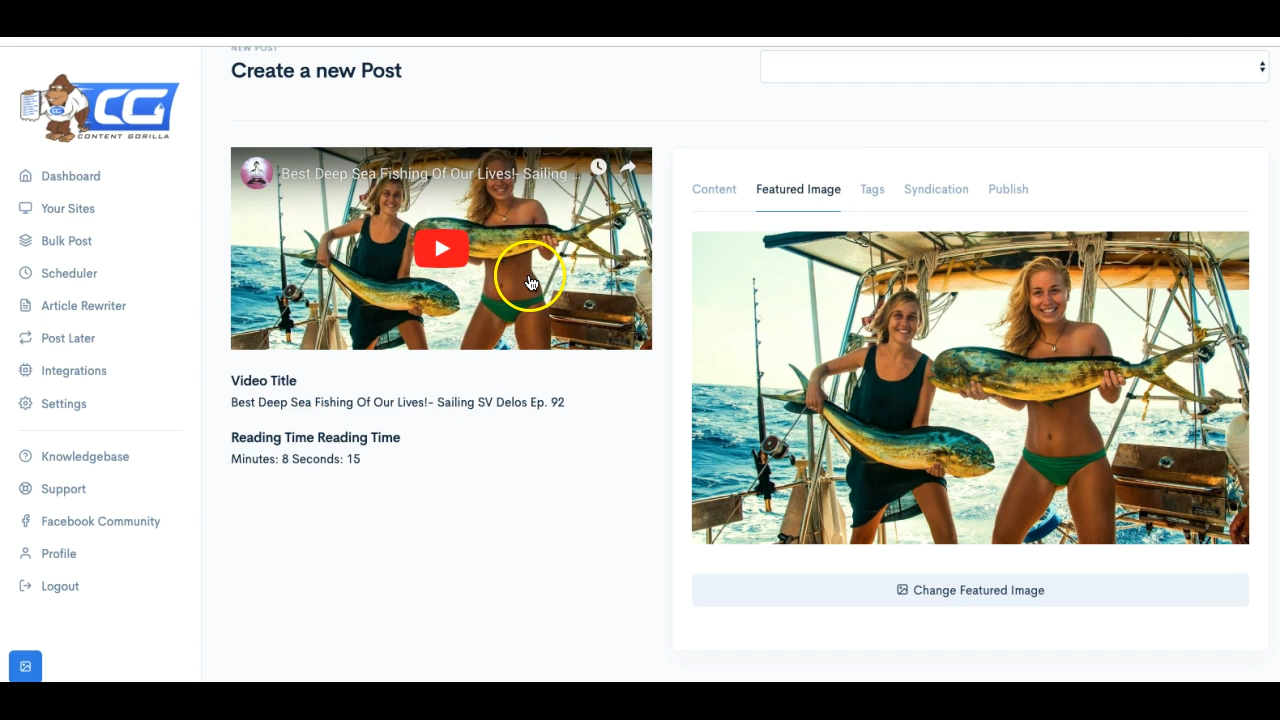 NEW POST
Create a new Post
CG
CONTENT GORILLA
Dashboard
Your Sites
Bulk Post
Scheduler
Article Rewriter
Post Later
Integrations
Settings
Knowledgebase
Support
Facebook Community
Profile
Logout
Best Deep Sea Fishing Of Our Lives!- Sailing ...
Video Title
Best Deep Sea Fishing Of Our Lives!- Sailing SV Delos Ep. 92
Reading Time Reading Time
Minutes: 8 Seconds: 15
Content Featured Image Tags Syndication Publish
Change Featured Image